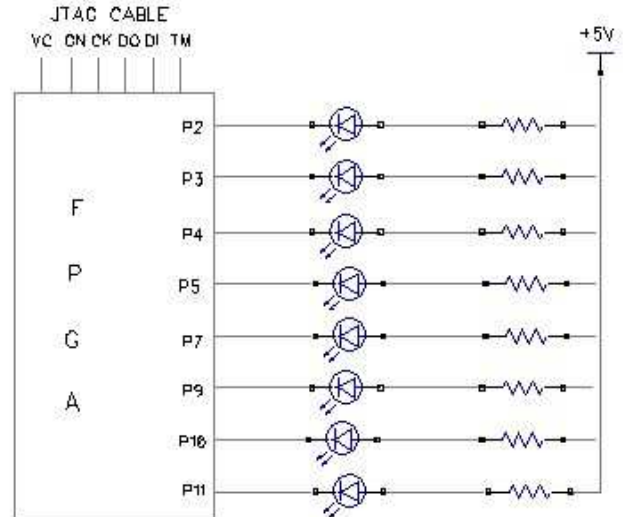 JTAG CABLE
+5V
VC GN CK DO DI TM
P2
P3
F
P4
P
P5
G
P7
A
P9
P10
P11